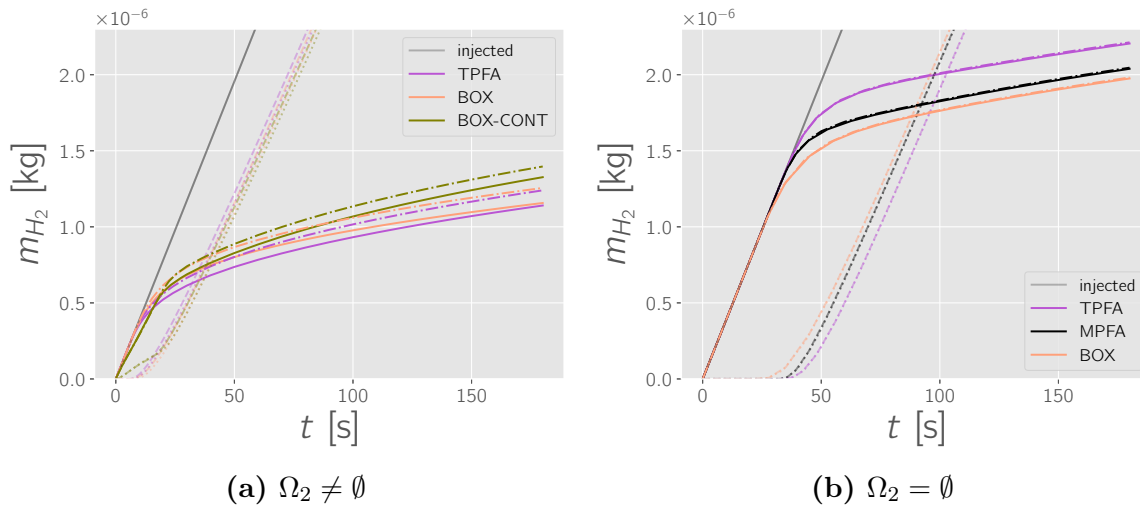 ×10⁻⁶
2.0
1.5
1.0
0.5
0.0
m_{H_2} [kg]
0
50
100
150
t [s]
injected
TPFA
BOX
BOX-CONT
(a) Ω₂ ≠ ∅
×10⁻⁶
2.0
1.5
1.0
0.5
0.0
m_{H_2} [kg]
0
50
100
150
t [s]
injected
TPFA
MPFA
BOX
(b) Ω₂ = ∅